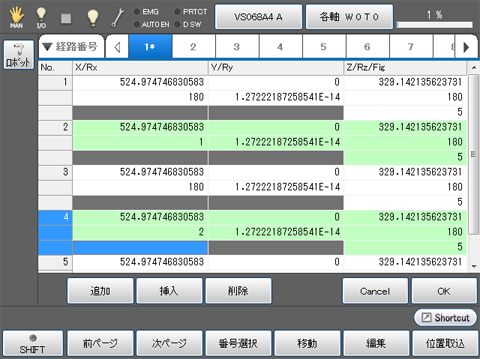 EMG PRTCT
AUTO EN D SW
MAN I/O
VS068A4 A
各軸 W0T0
1 %
ロボット
経路番号 1* 2 3 4 5 6 7 8
No. X/Rx Y/Ry Z/Rz/Fig
1 524.974746830583 0 329.142135623731
180 1.27222187258541E-14 180
5
2 524.974746830583 0 329.142135623731
1 1.27222187258541E-14 180
5
3 524.974746830583 0 329.142135623731
180 1.27222187258541E-14 180
5
4 524.974746830583 0 329.142135623731
2 1.27222187258541E-14 180
5
5 524.974746830583 0 329.142135623731
追加 挿入 削除 Cancel OK
Shortcut
SHIFT 前ページ 次ページ 番号選択 移動 編集 位置取込